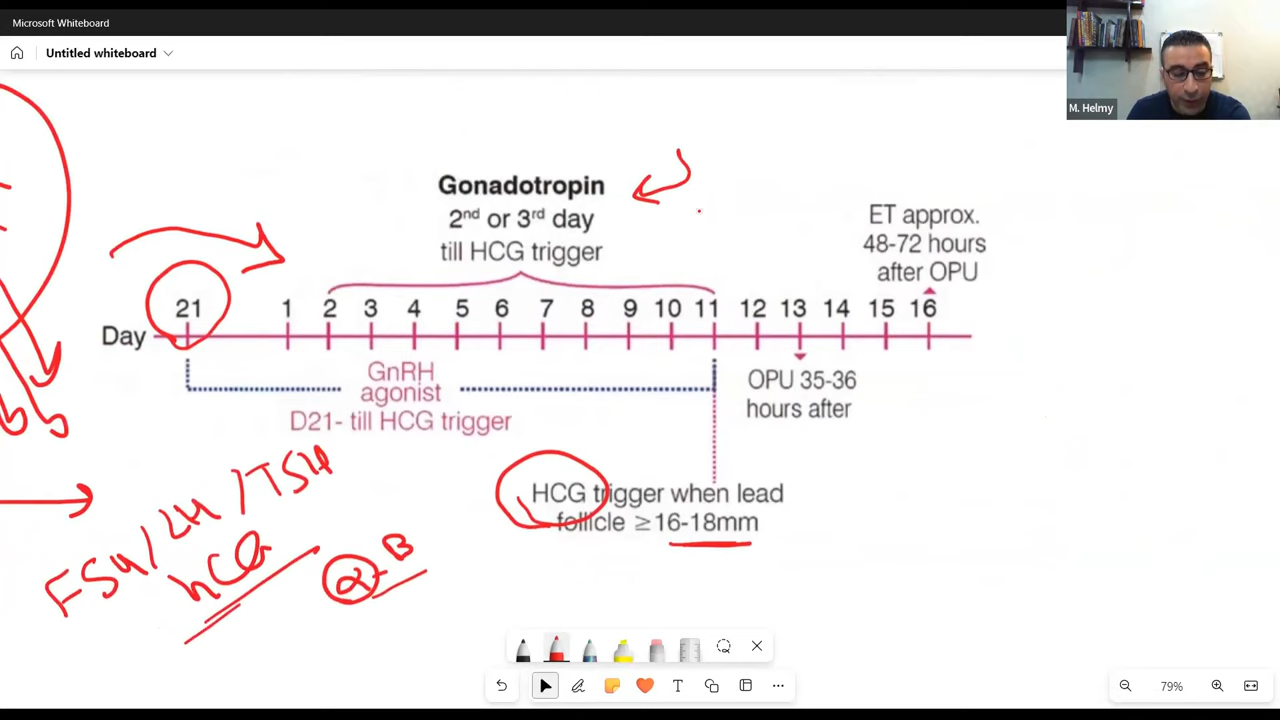 Microsoft Whiteboard
Untitled whiteboard
M. Helmy
Gonadotropin
2nd or 3rd day
till HCG trigger
ET approx.
48-72 hours
after OPU
21 1 2 3 4 5 6 7 8 9 10 11 12 13 14 15 16
Day
GnRH
agonist
D21- till HCG trigger
OPU 35-36
hours after
HCG trigger when lead
follicle ≥16-18mm
FSH/LH/TSH
hCG
α-B
79%